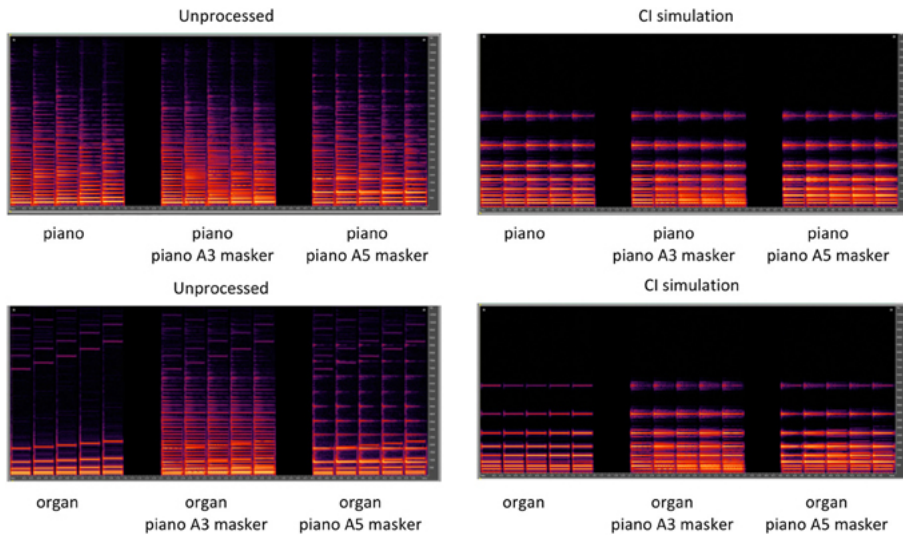 Unprocessed
CI simulation
piano
piano
piano A3 masker
piano
piano A5 masker
piano
piano
piano A3 masker
piano
piano A5 masker
Unprocessed
CI simulation
organ
organ
piano A3 masker
organ
piano A5 masker
organ
organ
piano A3 masker
organ
piano A5 masker